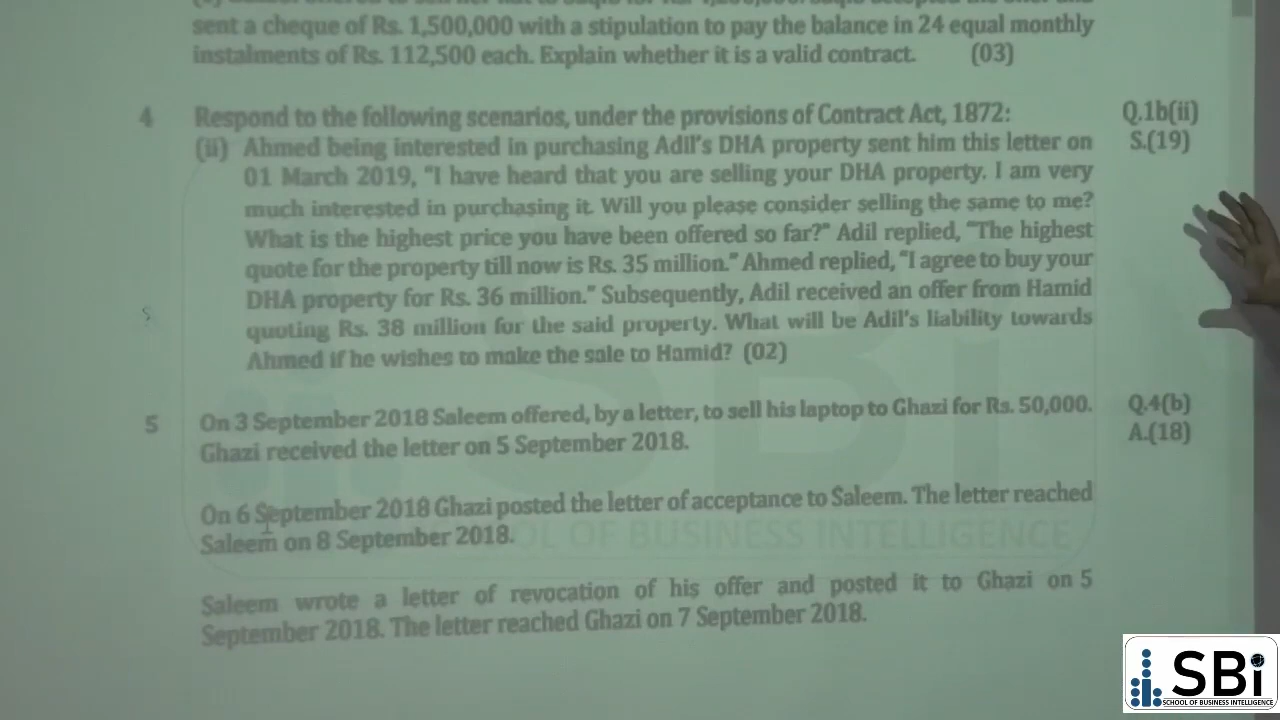 sent a cheque of Rs. 1,500,000 with a stipulation to pay the balance in 24 equal monthly
instalments of Rs. 112,500 each. Explain whether it is a valid contract. (03)
4 Respond to the following scenarios, under the provisions of Contract Act, 1872: Q.1b(ii)
(ii) Ahmed being interested in purchasing Adil's DHA property sent him this letter on S.(19)
01 March 2019, "I have heard that you are selling your DHA property. I am very
much interested in purchasing it. Will you please consider selling the same to me?
What is the highest price you have been offered so far?" Adil replied, "The highest
quote for the property till now is Rs. 35 million." Ahmed replied, "I agree to buy your
DHA property for Rs. 36 million." Subsequently, Adil received an offer from Hamid
quoting Rs. 38 million for the said property. What will be Adil's liability towards
Ahmed if he wishes to make the sale to Hamid? (02)
5 On 3 September 2018 Saleem offered, by a letter, to sell his laptop to Ghazi for Rs. 50,000. Q.4(b)
Ghazi received the letter on 5 September 2018. A.(18)
On 6 September 2018 Ghazi posted the letter of acceptance to Saleem. The letter reached
Saleem on 8 September 2018.
OL OF BUSINESS INTELLIGENCE
Saleem wrote a letter of revocation of his offer and posted it to Ghazi on 5
September 2018. The letter reached Ghazi on 7 September 2018.
SBi
SCHOOL OF BUSINESS INTELLIGENCE